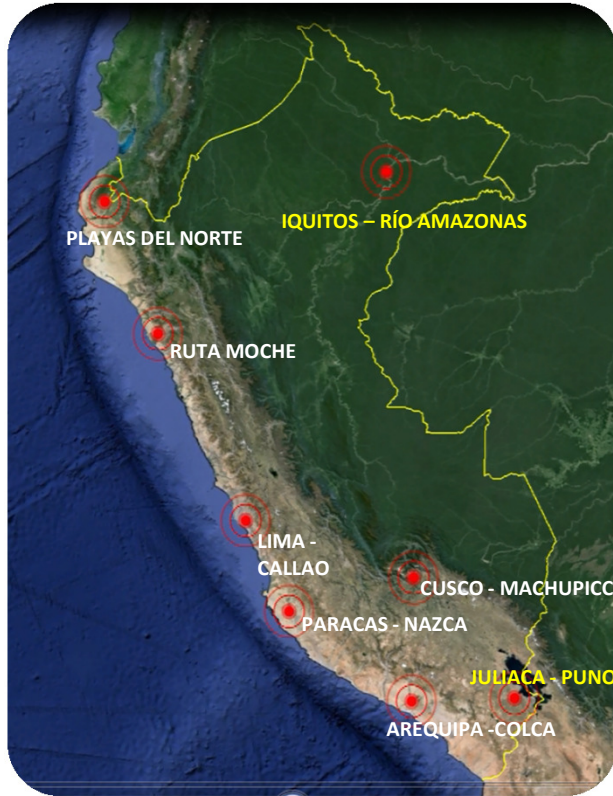 IQUITOS – RÍO AMAZONAS
PLAYAS DEL NORTE
RUTA MOCHE
LIMA -
CALLAO
CUSCO - MACHUPICC
PARACAS - NAZCA
JULIACA - PUNO
AREQUIPA -COLCA